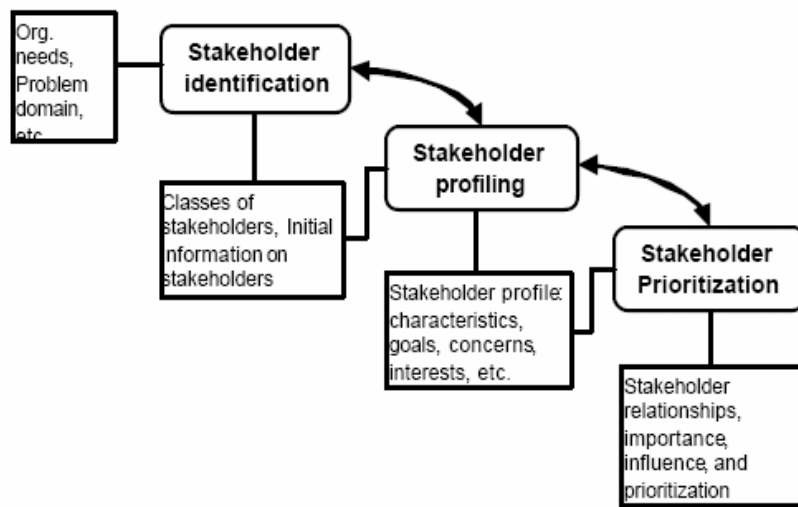 Org.
needs,
Problem
domain,
etc
Stakeholder
identification
Classes of
stakeholders, Initial
information on
stakeholders
Stakeholder
profiling
Stakeholder profile:
characteristics,
goals, concerns,
interests, etc.
Stakeholder
Prioritization
Stakeholder
relationships,
importance,
influence, and
prioritization